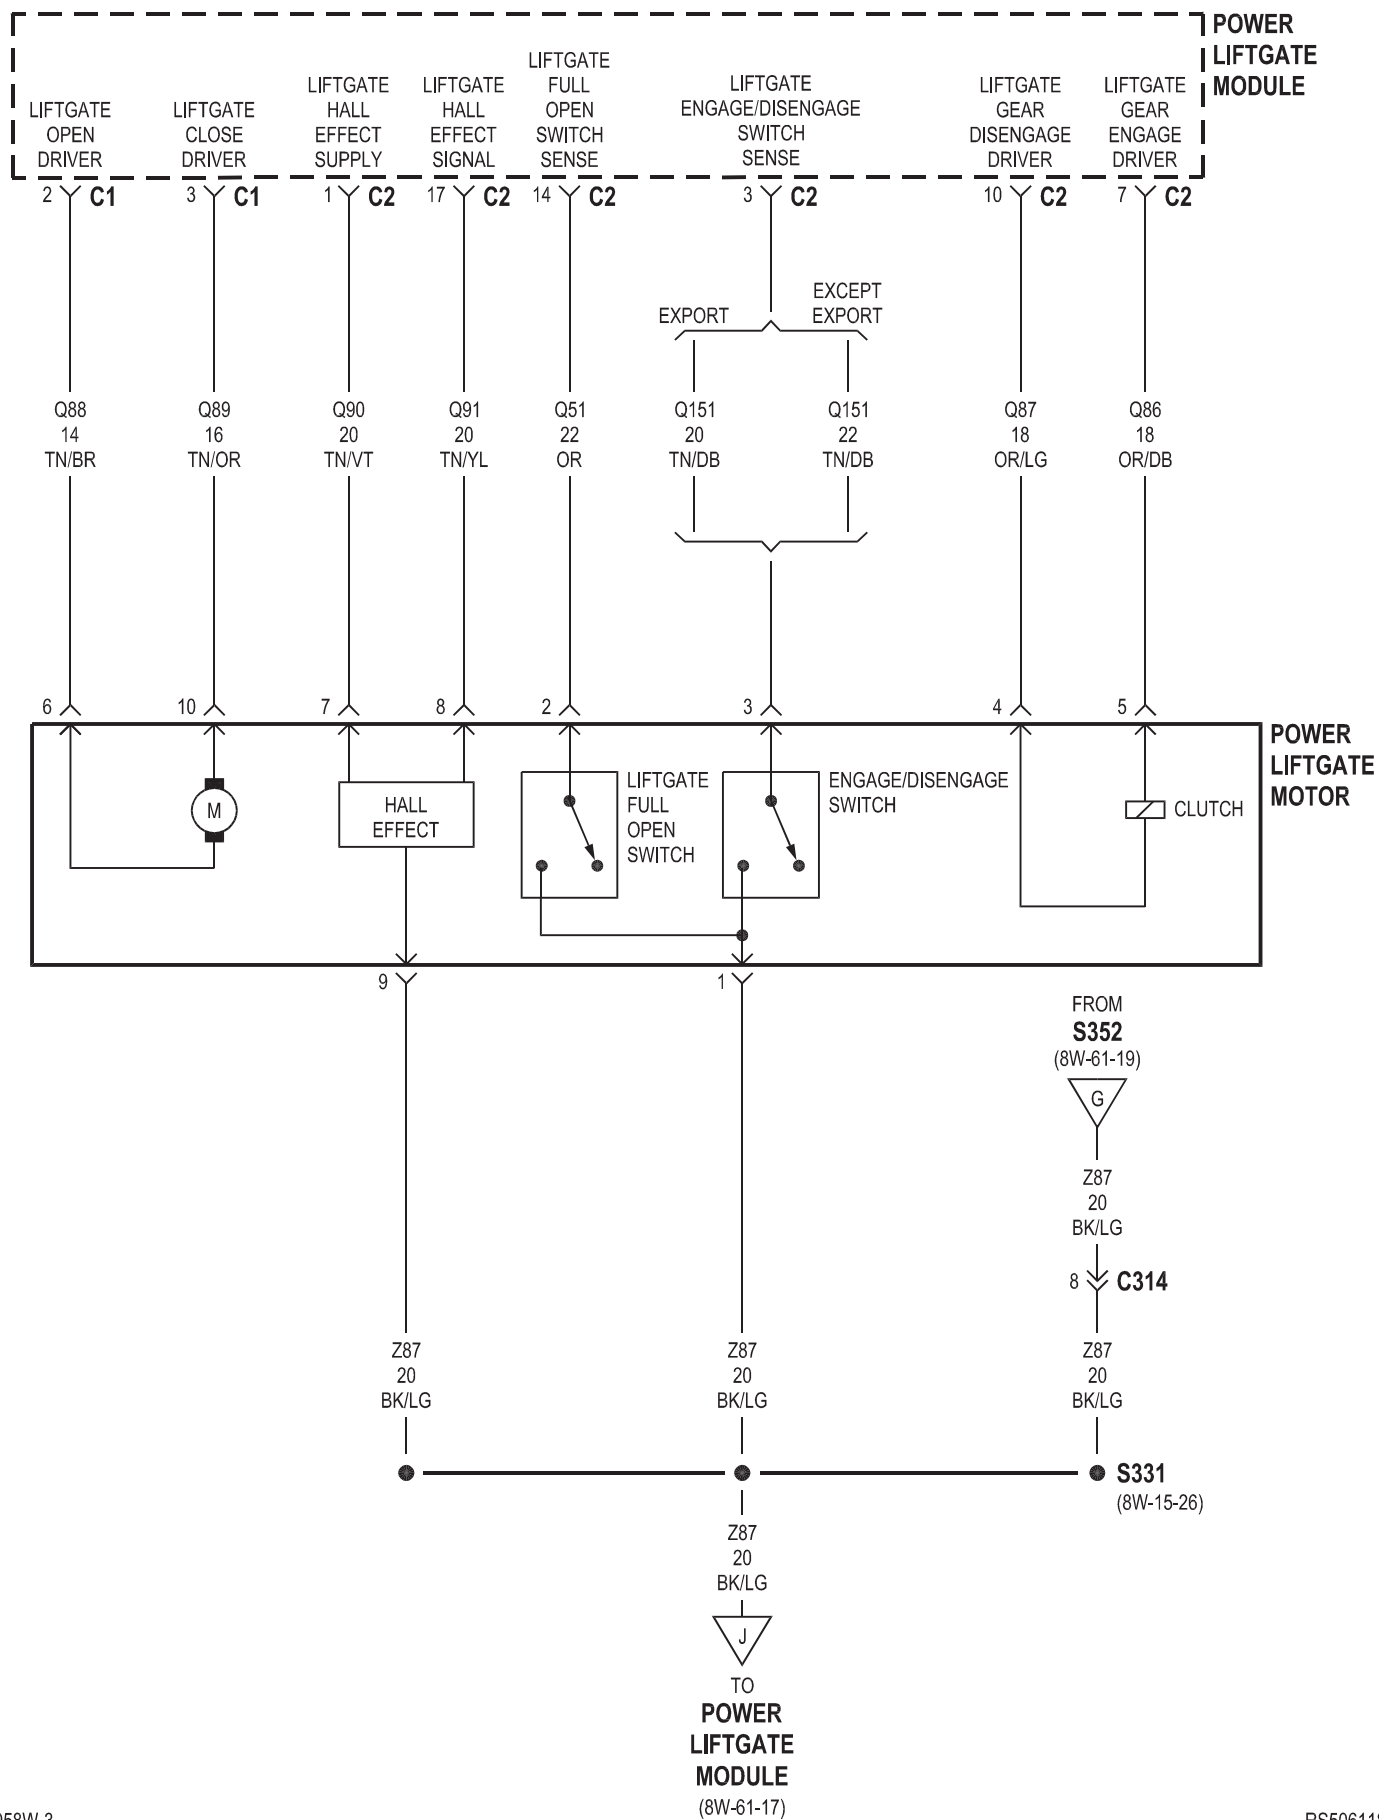 POWER
LIFTGATE
MODULE
LIFTGATE
OPEN
DRIVER
LIFTGATE
CLOSE
DRIVER
LIFTGATE
HALL
EFFECT
SUPPLY
LIFTGATE
HALL
EFFECT
SIGNAL
LIFTGATE
FULL
OPEN
SWITCH
SENSE
LIFTGATE
ENGAGE/DISENGAGE
SWITCH
SENSE
LIFTGATE
GEAR
DISENGAGE
DRIVER
LIFTGATE
GEAR
ENGAGE
DRIVER
2 C1
3 C1
1 C2
17 C2
14 C2
3 C2
10 C2
7 C2
EXPORT
EXCEPT
EXPORT
Q88
14
TN/BR
Q89
16
TN/OR
Q90
20
TN/VT
Q91
20
TN/YL
Q51
22
OR
Q151
20
TN/DB
Q151
22
TN/DB
Q87
18
OR/LG
Q86
18
OR/DB
6
10
7
8
2
3
4
5
POWER
LIFTGATE
MOTOR
M
HALL
EFFECT
LIFTGATE
FULL
OPEN
SWITCH
ENGAGE/DISENGAGE
SWITCH
CLUTCH
9
1
FROM
S352
(8W-61-19)
G
Z87
20
BK/LG
8 C314
Z87
20
BK/LG
Z87
20
BK/LG
Z87
20
BK/LG
S331
(8W-15-26)
Z87
20
BK/LG
J
TO
POWER
LIFTGATE
MODULE
(8W-61-17)